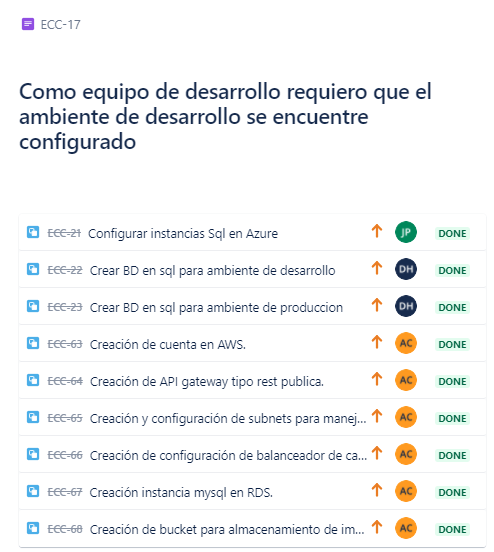 ECC-17
Como equipo de desarrollo requiero que el
ambiente de desarrollo se encuentre
configurado
ECC-21 Configurar instancias Sql en Azure JP DONE
ECC-22 Crear BD en sql para ambiente de desarrollo DH DONE
ECC-23 Crear BD en sql para ambiente de produccion DH DONE
ECC-63 Creación de cuenta en AWS. AC DONE
ECC-64 Creación de API gateway tipo rest publica. AC DONE
ECC-65 Creación y configuración de subnets para manej... AC DONE
ECC-66 Creación de configuración de balanceador de ca... AC DONE
ECC-67 Creación instancia mysql en RDS. AC DONE
ECC-68 Creación de bucket para almacenamiento de im... AC DONE